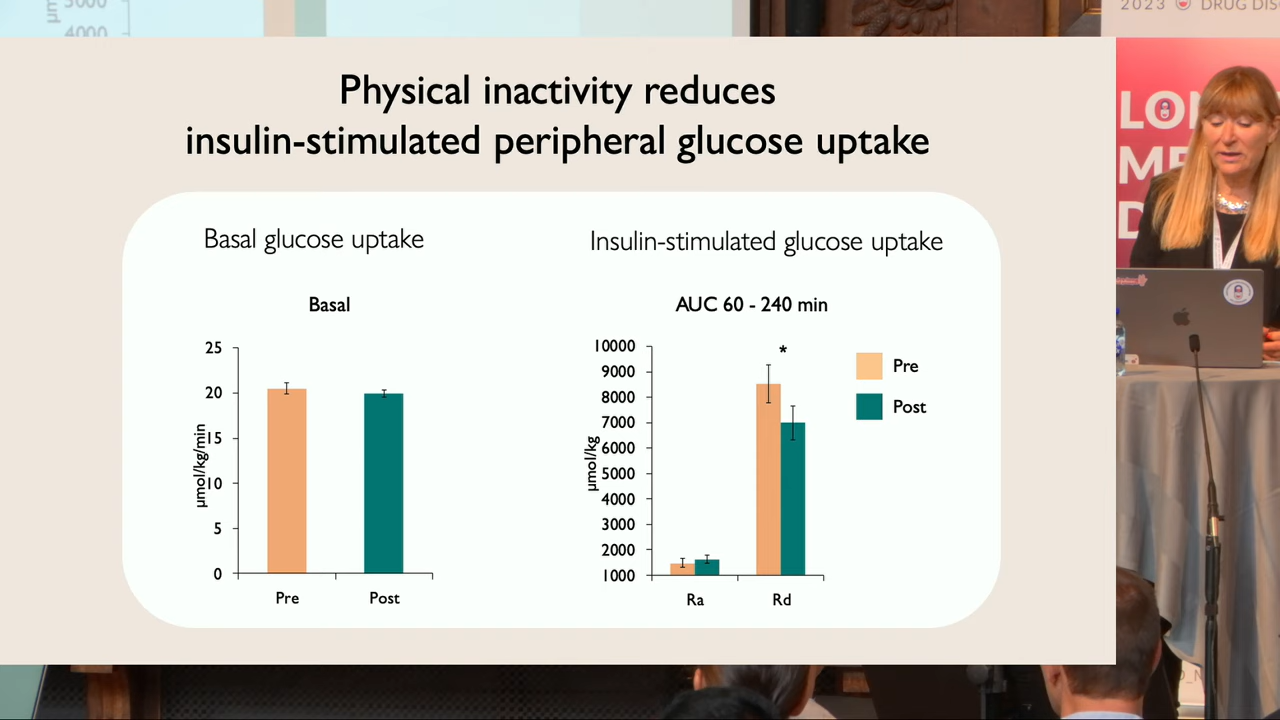 5000
4000
2023 DRUG DIS
Physical inactivity reduces
insulin-stimulated peripheral glucose uptake
Basal glucose uptake
Insulin-stimulated glucose uptake
Basal
AUC 60 - 240 min
µmol/kg/min
25
20
15
10
5
0
Pre
Post
µmol/kg
10000
9000
8000
7000
6000
5000
4000
3000
2000
1000
*
Ra
Rd
Pre
Post